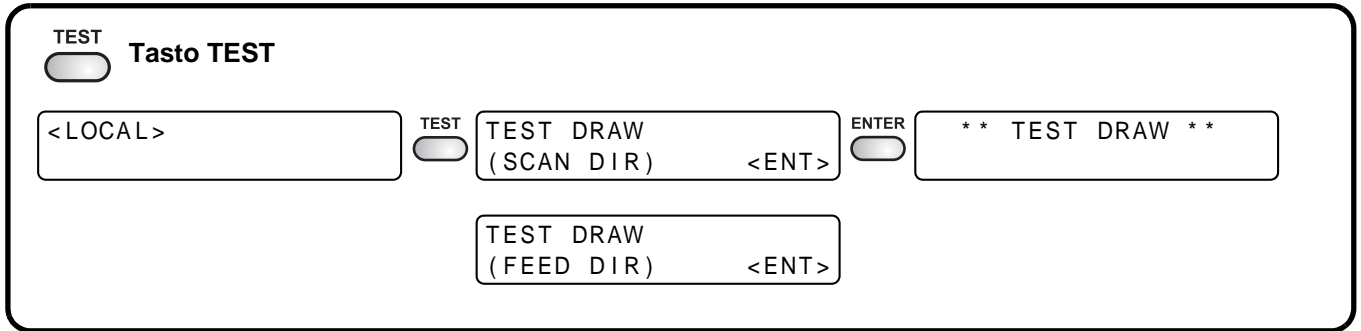 TEST
Tasto TEST
<LOCAL>
TEST
TEST DRAW
(SCAN DIR) <ENT>
ENTER
** TEST DRAW **
TEST DRAW
(FEED DIR) <ENT>